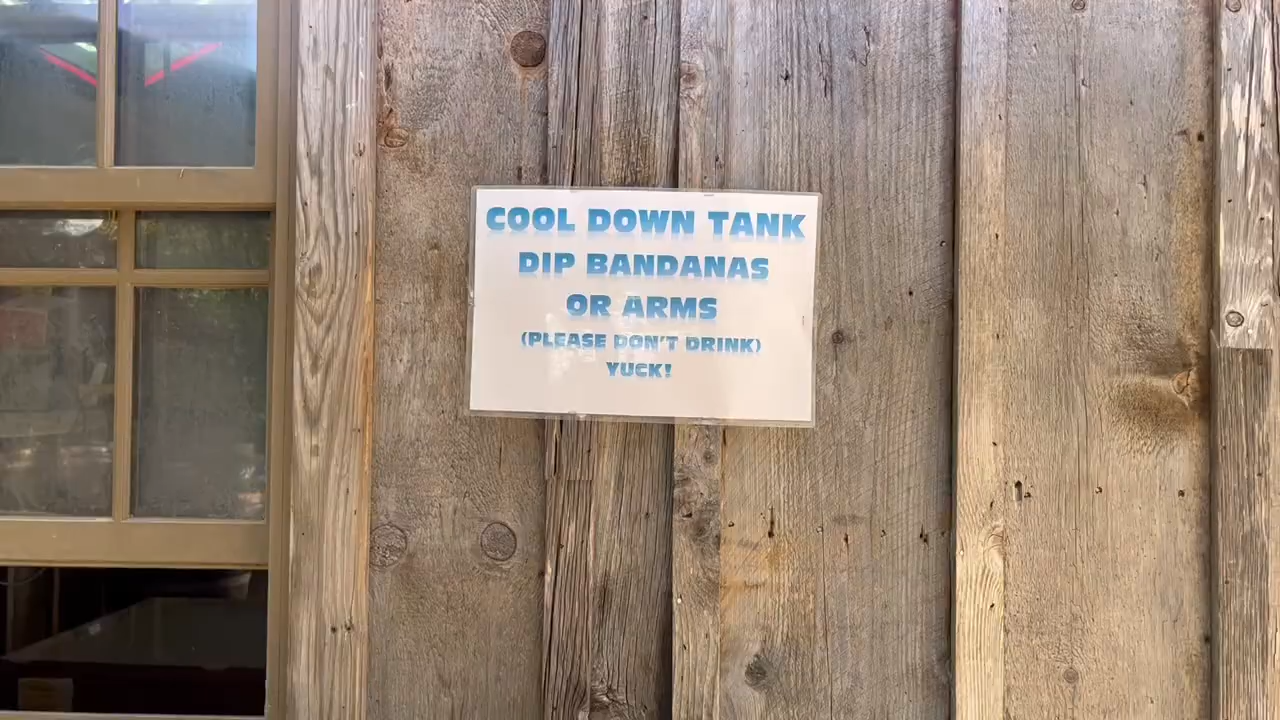 COOL DOWN TANK
DIP BANDANAS
OR ARMS
(PLEASE DON'T DRINK)
YUCK!